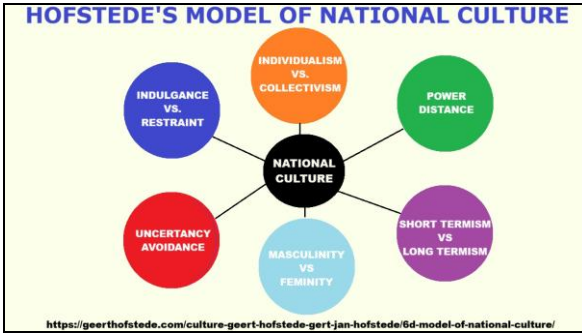 HOFSTEDE'S MODEL OF NATIONAL CULTURE
INDIVIDUALISM
VS.
COLLECTIVISM
INDULGANCE
VS.
RESTRAINT
POWER
DISTANCE
NATIONAL
CULTURE
UNCERTANCY
AVOIDANCE
MASCULINITY
VS
FEMINITY
SHORT TERMISM
VS
LONG TERMISM
https://geerthofstede.com/culture-geert-hofstede-gert-jan-hofstede/6d-model-of-national-culture/